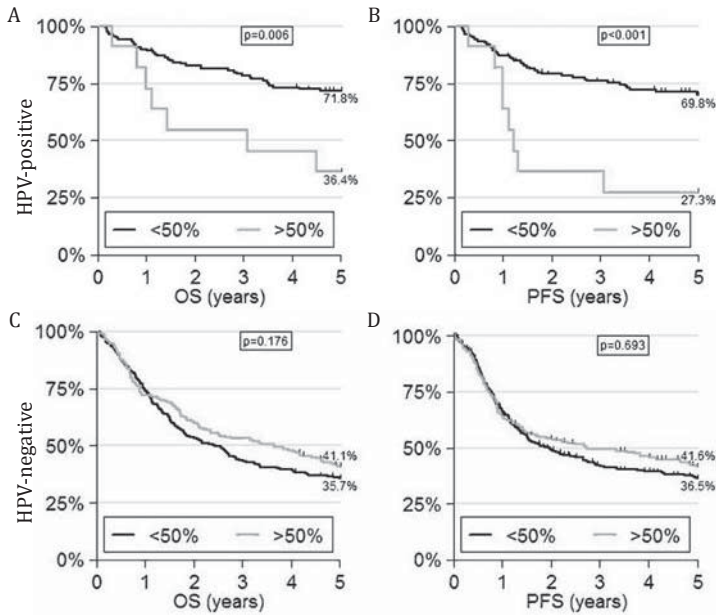 A
HPV-positive
100%
75%
50%
25%
0%
p=0.006
71.8%
36.4%
<50%
>50%
0 1 2 3 4 5
OS (years)
B
100%
75%
50%
25%
0%
p<0.001
69.8%
27.3%
<50%
>50%
0 1 2 3 4 5
PFS (years)
C
HPV-negative
100%
75%
50%
25%
0%
p=0.176
41.1%
35.7%
<50%
>50%
0 1 2 3 4 5
OS (years)
D
100%
75%
50%
25%
0%
p=0.693
41.6%
36.5%
<50%
>50%
0 1 2 3 4 5
PFS (years)